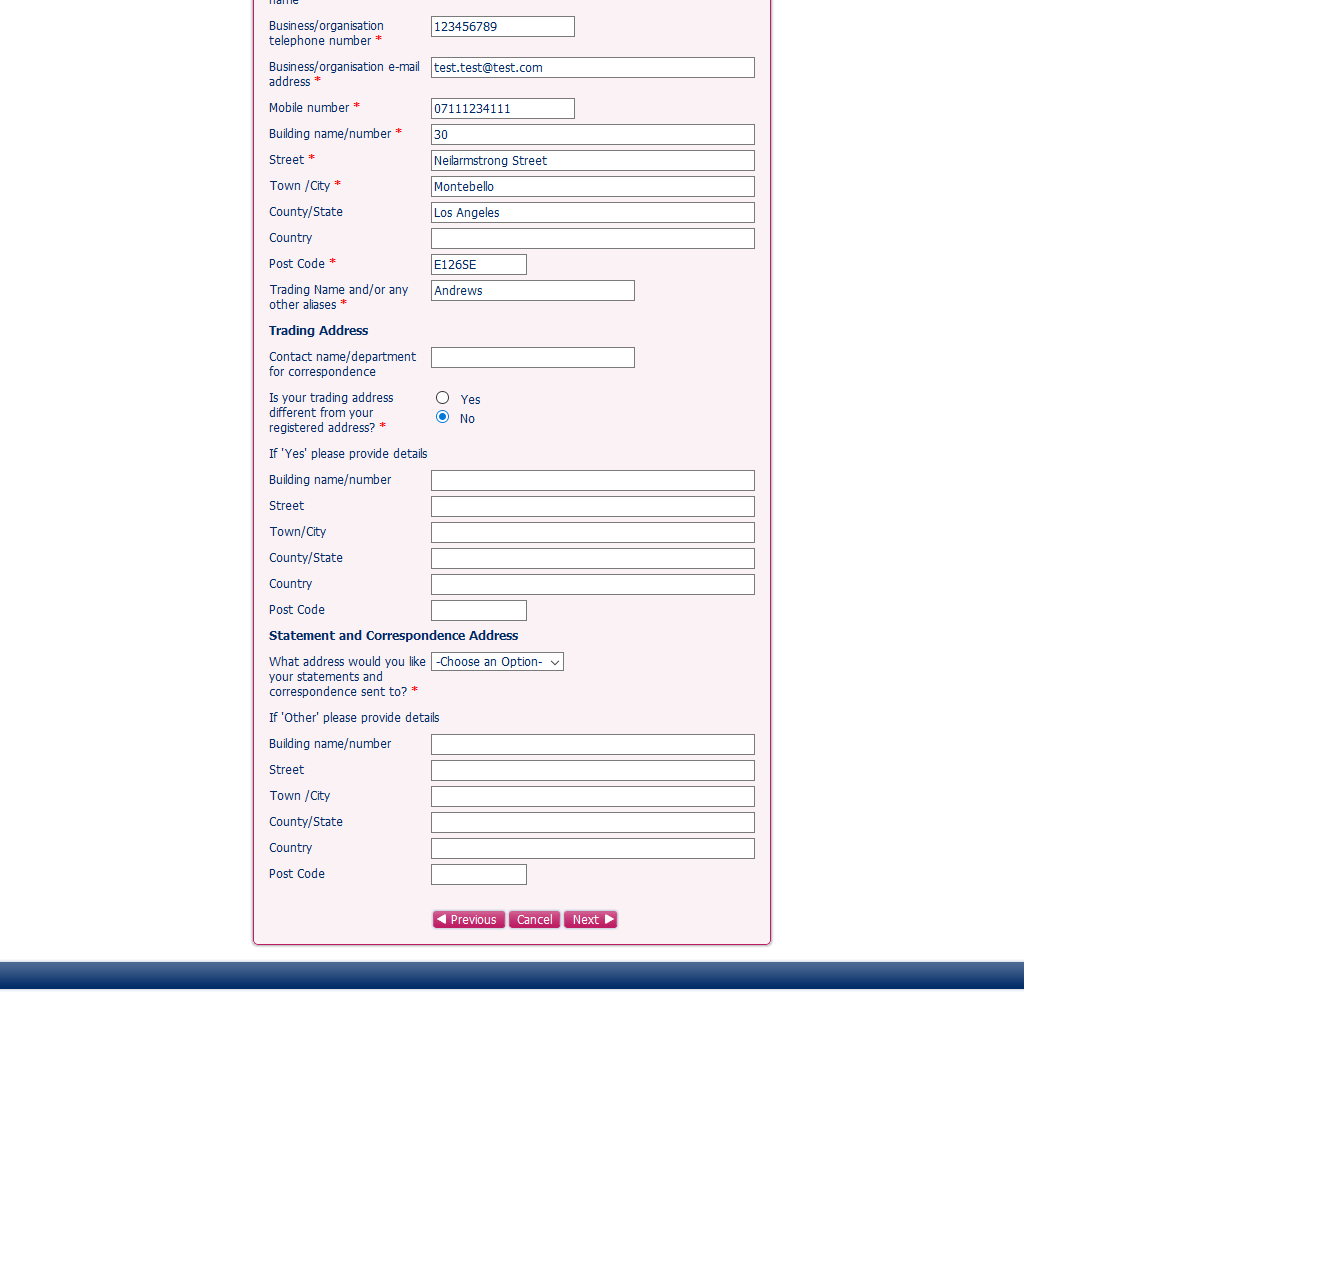 name
Business/organisation 123456789
telephone number *
Business/organisation e-mail test.test@test.com
address *
Mobile number * 07111234111
Building name/number * 30
Street * Neilarmstrong Street
Town /City * Montebello
County/State Los Angeles
Country
Post Code * E126SE
Trading Name and/or any Andrews
other aliases *
Trading Address
Contact name/department
for correspondence
Is your trading address Yes
different from your No
registered address? *
If 'Yes' please provide details
Building name/number
Street
Town/City
County/State
Country
Post Code
Statement and Correspondence Address
What address would you like -Choose an Option-
your statements and
correspondence sent to? *
If 'Other' please provide details
Building name/number
Street
Town /City
County/State
Country
Post Code
Previous Cancel Next